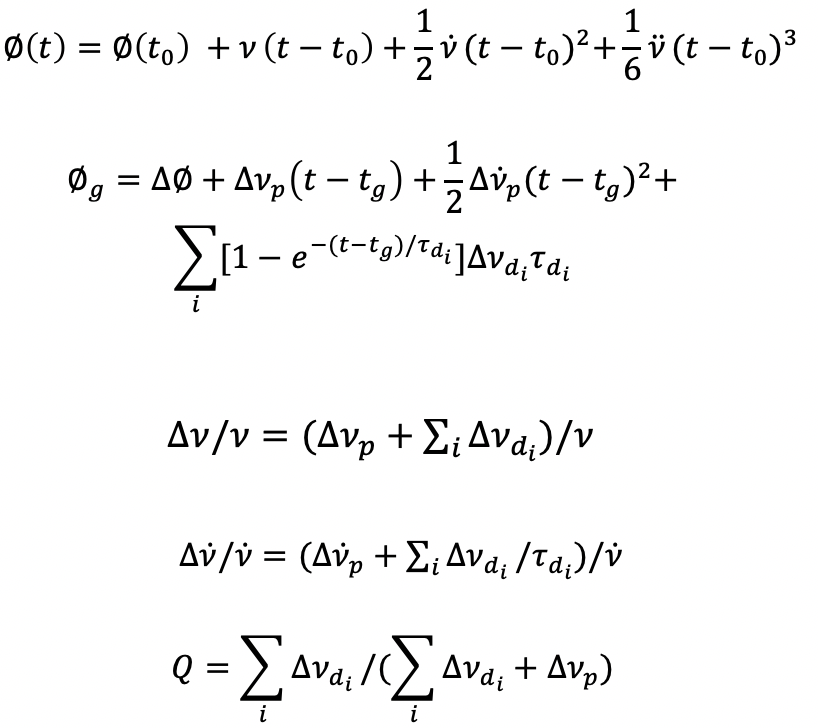 ∅(t) = ∅(t₀) + ν (t − t₀) + 1/2 ν̇ (t − t₀)² + 1/6 ν̈ (t − t₀)³
∅_g = Δ∅ + Δν_p(t − t_g) + 1/2 Δν̇_p(t − t_g)² +
∑_i [1 − e^{−(t−t_g)/τ_{d_i}}]Δν_{d_i}τ_{d_i}
Δν/ν = (Δν_p + ∑_i Δν_{d_i})/ν
Δν̇/ν̇ = (Δν̇_p + ∑_i Δν_{d_i}/τ_{d_i})/ν̇
Q = ∑_i Δν_{d_i}/(∑_i Δν_{d_i} + Δν_p)